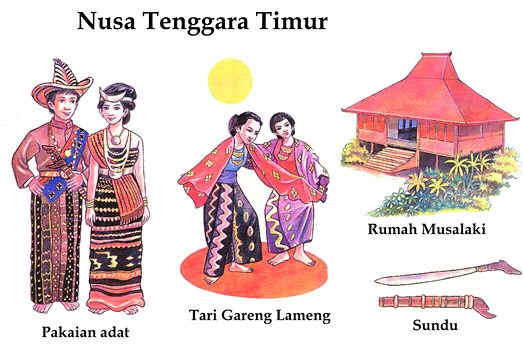 Nusa Tenggara Timur
Pakaian adat
Tari Gareng Lameng
Rumah Musalaki
Sundu